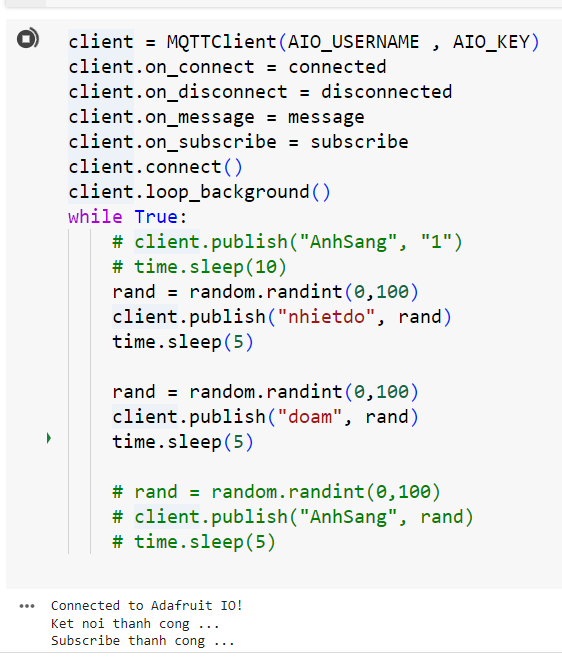 client = MQTTClient(AIO_USERNAME , AIO_KEY)
client.on_connect = connected
client.on_disconnect = disconnected
client.on_message = message
client.on_subscribe = subscribe
client.connect()
client.loop_background()
while True:
    # client.publish("AnhSang", "1")
    # time.sleep(10)
    rand = random.randint(0,100)
    client.publish("nhietdo", rand)
    time.sleep(5)

    rand = random.randint(0,100)
    client.publish("doam", rand)
    time.sleep(5)

    # rand = random.randint(0,100)
    # client.publish("AnhSang", rand)
    # time.sleep(5)

Connected to Adafruit IO!
Ket noi thanh cong ...
Subscribe thanh cong ...